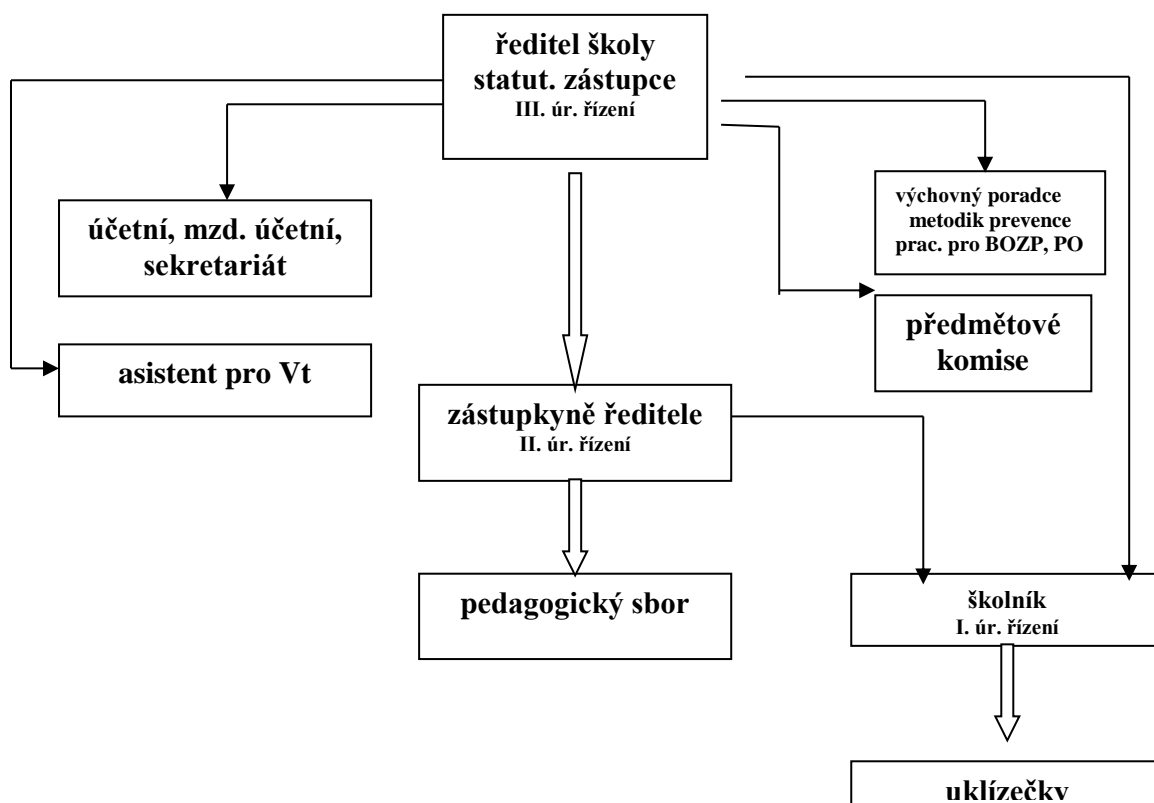 ředitel školy
statut. zástupce
III. úr. řízení
účetní, mzd. účetní,
sekretariát
výchovný poradce
metodik prevence
prac. pro BOZP, PO
předmětové
komise
asistent pro Vt
zástupkyně ředitele
II. úr. řízení
pedagogický sbor
školník
I. úr. řízení
uklízečky